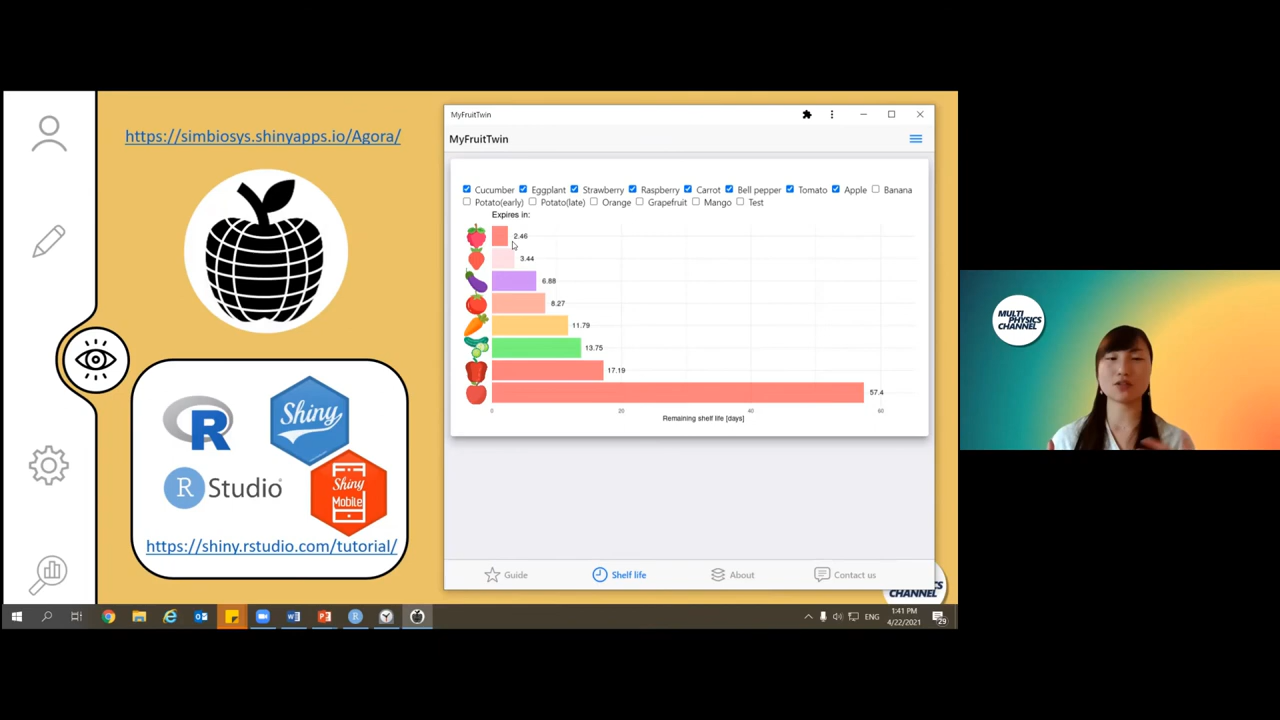 https://simbiosys.shinyapps.io/Agora/
R
Shiny
R Studio
Shiny
Mobile
https://shiny.rstudio.com/tutorial/
MyFruitTwin
MyFruitTwin
Cucumber Eggplant Strawberry Raspberry Carrot Bell pepper Tomato Apple Banana
Potato(early) Potato(late) Orange Grapefruit Mango Test
Expires in:
2.46
3.44
6.88
8.27
11.79
13.75
17.19
57.4
0 20 40 60
Remaining shelf life [days]
Guide Shelf life About Contact us
CHANNEL
ENG
1:41 PM
4/22/2021
29
MULTI
PHYSICS
CHANNEL